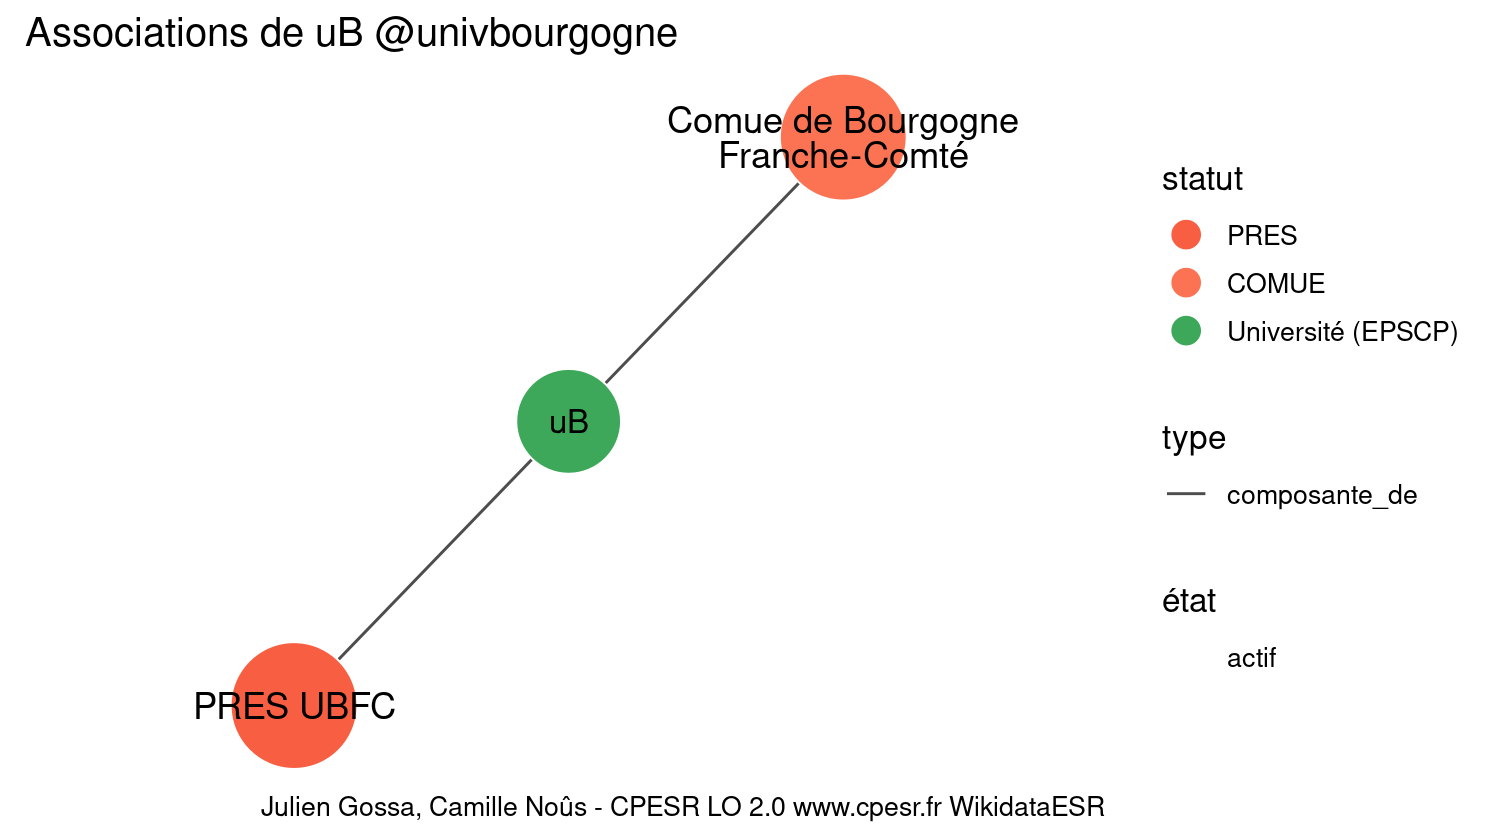 Associations de uB @univbourgogne
Comue de Bourgogne
Franche-Comté
uB
PRES UBFC
statut
PRES
COMUE
Université (EPSCP)
type
composante_de
état
actif
Julien Gossa, Camille Noûs - CPESR LO 2.0 www.cpesr.fr WikidataESR